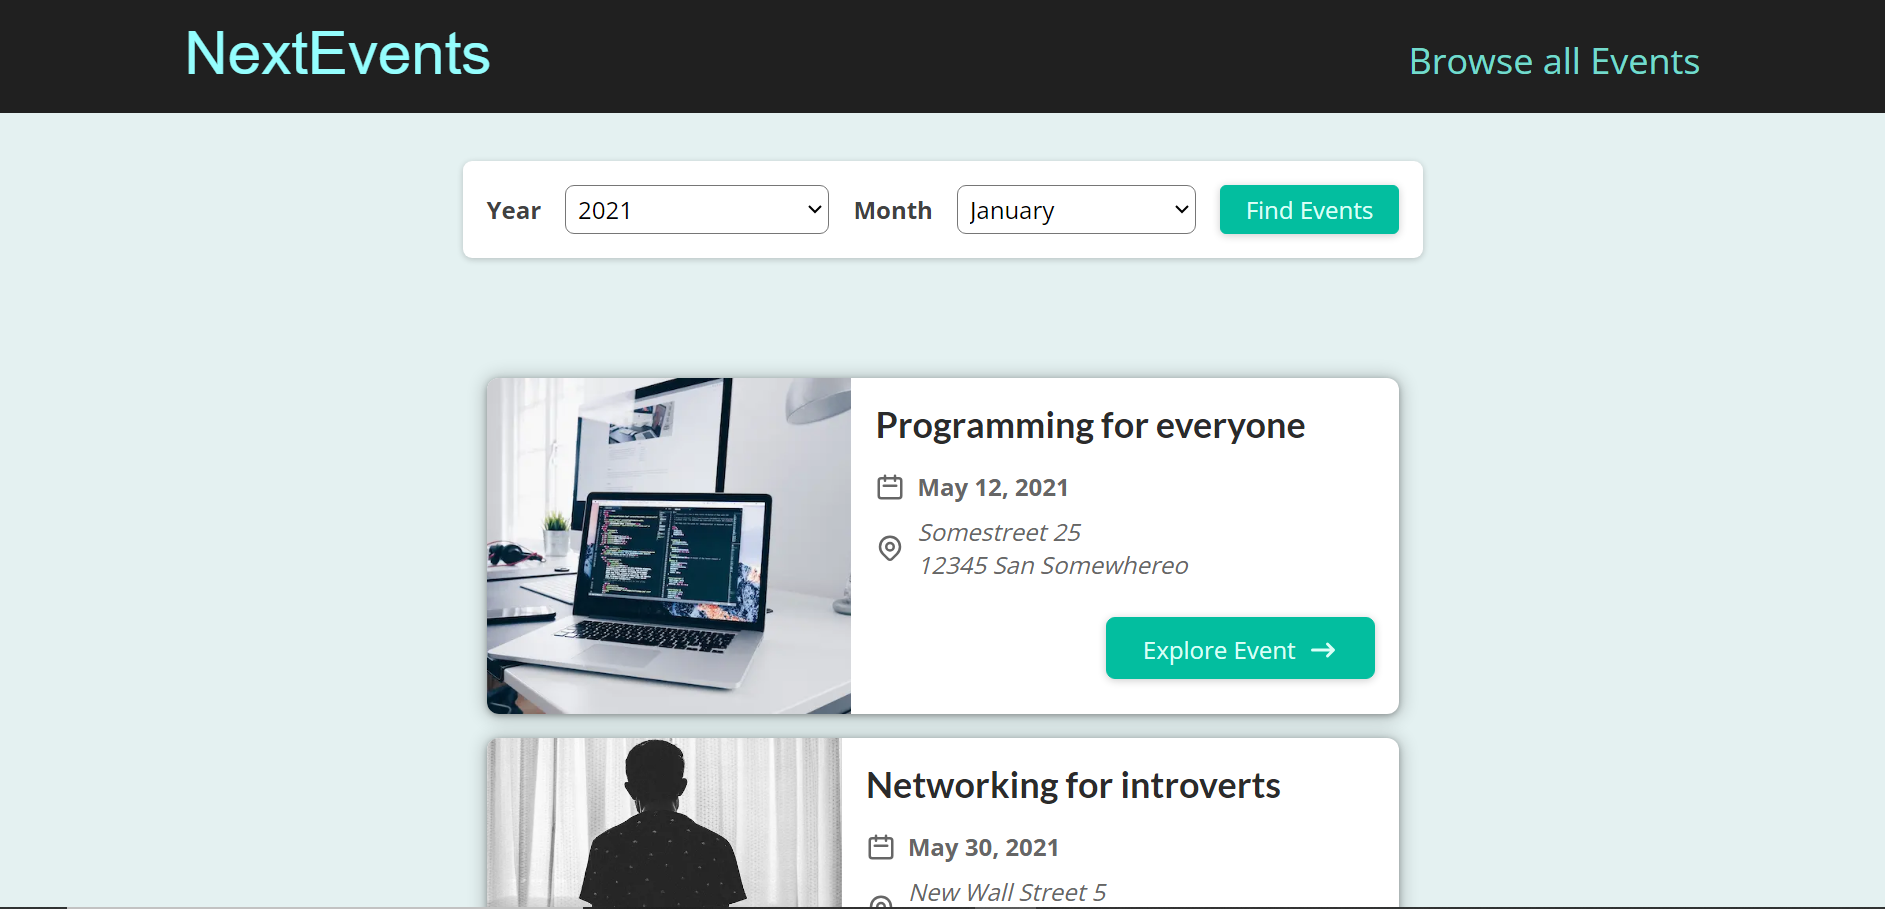 NextEvents
Browse all Events
Year 2021 Month January Find Events
Programming for everyone
May 12, 2021
Somestreet 25
12345 San Somewhereo
Explore Event →
Networking for introverts
May 30, 2021
New Wall Street 5